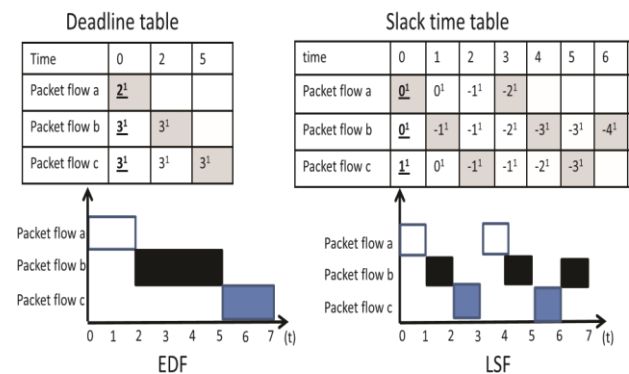 Deadline table
Time 0 2 5
Packet flow a 2¹
Packet flow b 3¹ 3¹
Packet flow c 3¹ 3¹ 3¹
Packet flow a
Packet flow b
Packet flow c
0 1 2 3 4 5 6 7 (t)
EDF
Slack time table
time 0 1 2 3 4 5 6
Packet flow a 0¹ 0¹ -1¹ -2¹
Packet flow b 0¹ -1¹ -1¹ -2¹ -3¹ -3¹ -4¹
Packet flow c 1¹ 0¹ -1¹ -1¹ -2¹ -3¹
Packet flow a
Packet flow b
Packet flow c
0 1 2 3 4 5 6 7 (t)
LSF